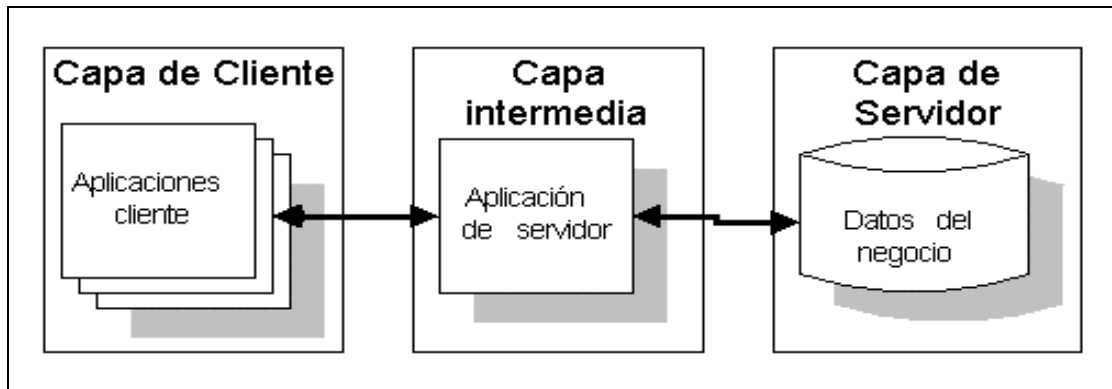 Capa de Cliente
Aplicaciones
cliente
Capa
intermedia
Aplicación
de servidor
Capa de
Servidor
Datos del
negocio